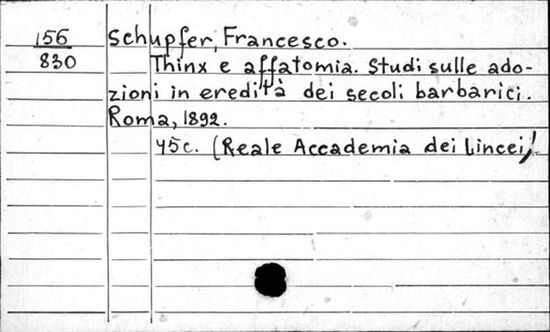 156 Schupfer, Francesco.
830 Thinx e affatomia. Studi sulle ado-
zioni in eredità dei secoli barbarici.
Roma, 1892.
45c. (Reale Accademia dei Lincei)